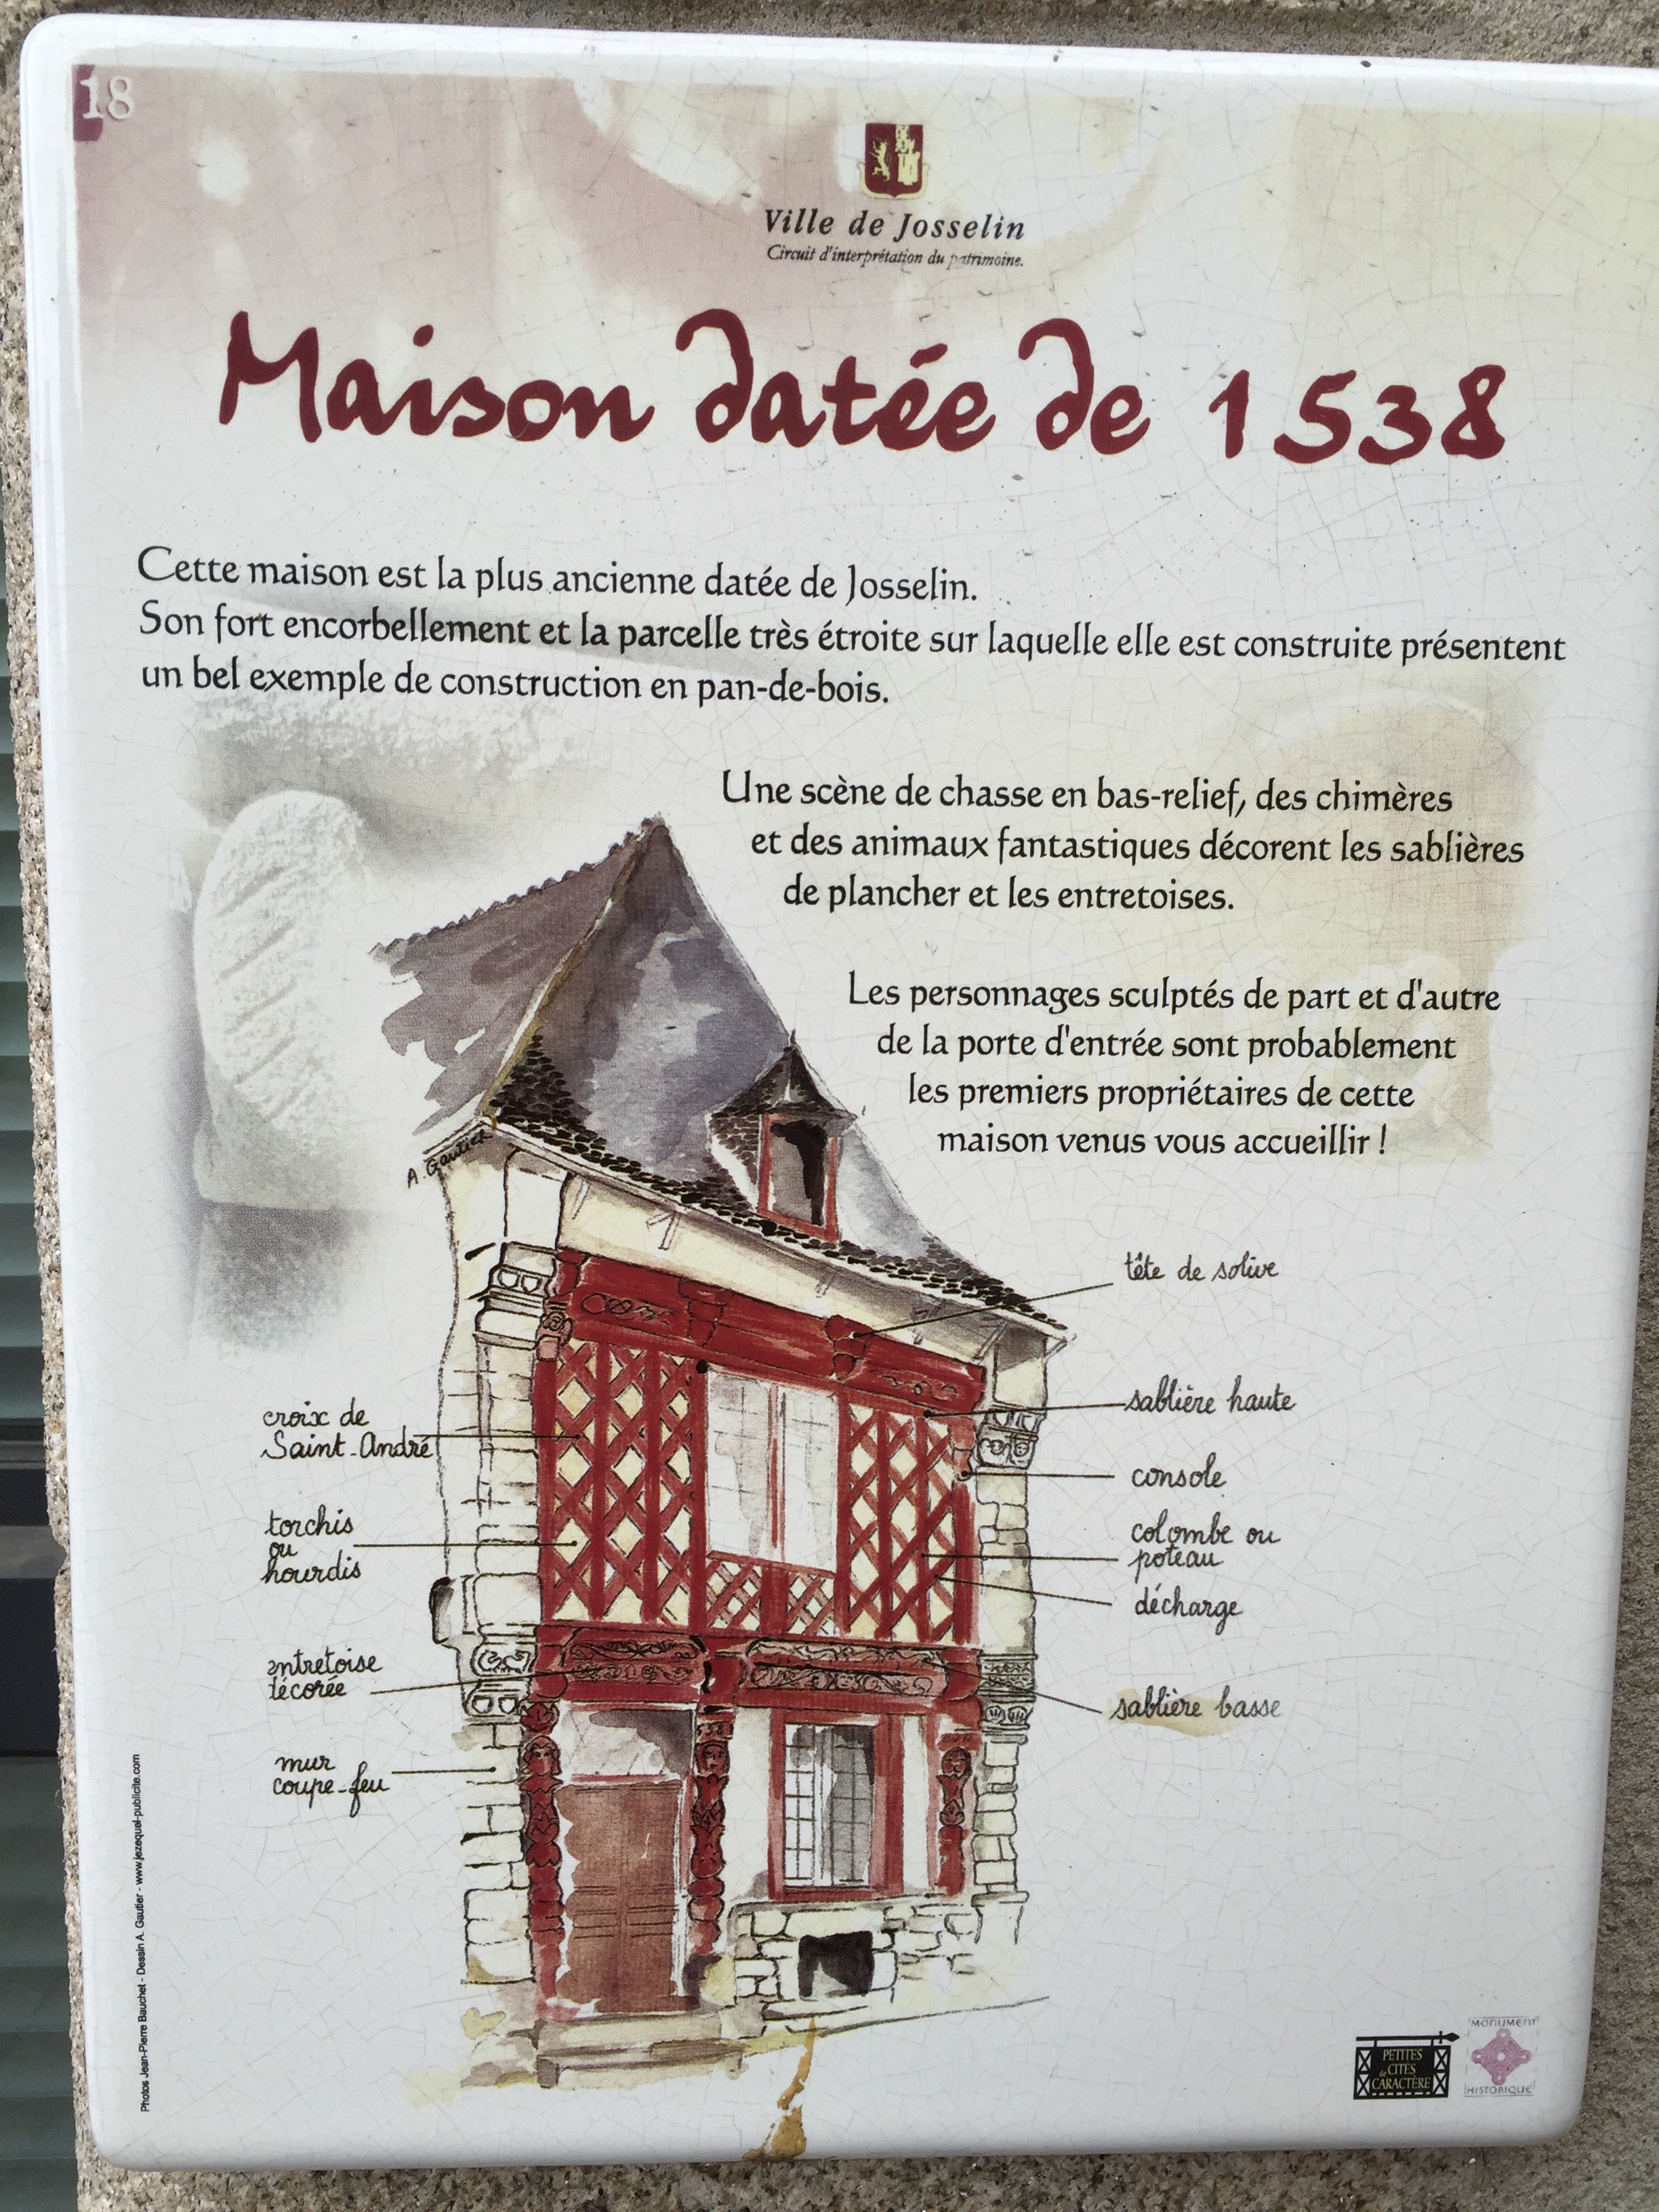 18
Ville de Josselin
Circuit d'interprétation du patrimoine.
Maison datée de 1538
Cette maison est la plus ancienne datée de Josselin.
Son fort encorbellement et la parcelle très étroite sur laquelle elle est construite présentent
un bel exemple de construction en pan-de-bois.
Une scène de chasse en bas-relief, des chimères
et des animaux fantastiques décorent les sablières
de plancher et les entretoises.
Les personnages sculptés de part et d'autre
de la porte d'entrée sont probablement
les premiers propriétaires de cette
maison venus vous accueillir !
A. Gautier
tête de solive
croix de
Saint-André
sablière haute
console
torchis
ou
hourdis
colombe ou
poteau
décharge
entretoise
décorée
sablière basse
538
mur
coupe-feu
Photos Jean-Pierre Bauchet - Dessin A. Gautier - www.jezequel-publicite.com
PETITES
de CITÉS
CARACTÈRE
MONUMENT
HISTORIQUE